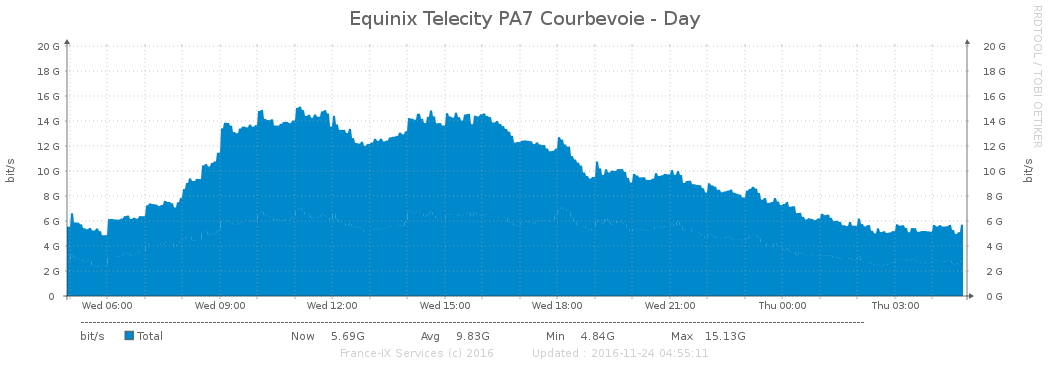 Equinix Telecity PA7 Courbevoie - Day
RRDTOOL / TOBI OETIKER
bit/s
20 G
18 G
16 G
14 G
12 G
10 G
8 G
6 G
4 G
2 G
0
20 G
18 G
16 G
14 G
12 G
10 G
8 G
6 G
4 G
2 G
0 G
bit/s
Wed 06:00 Wed 09:00 Wed 12:00 Wed 15:00 Wed 18:00 Wed 21:00 Thu 00:00 Thu 03:00
bit/s Total Now 5.69G Avg 9.83G Min 4.84G Max 15.13G
France-IX Services (c) 2016 Updated : 2016-11-24 04:55:11